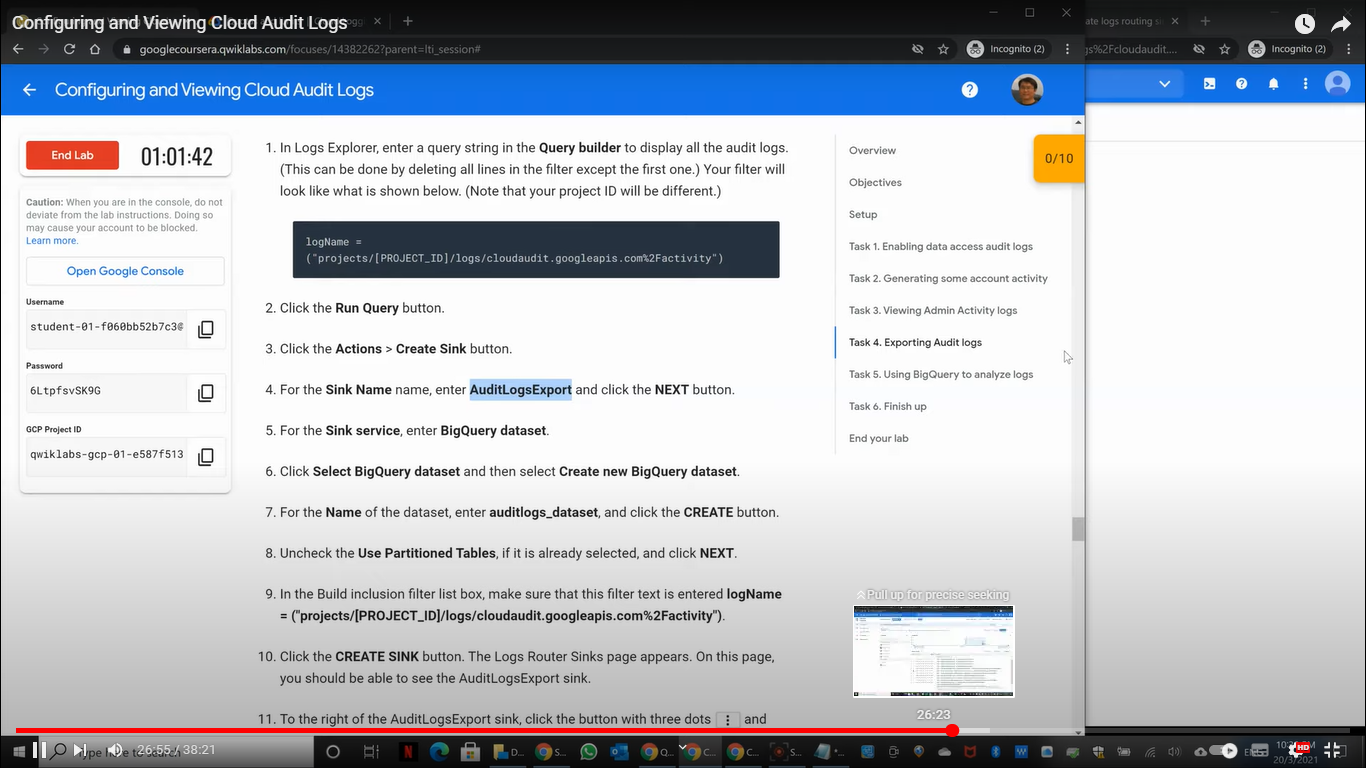 Configuring and Viewing Cloud Audit Logs
googlecoursera.qwiklabs.com/focuses/14382262?parent=lti_session#
Incognito (2)
ate logs routing si
s%2Fcloudaudit....
Incognito (2)
Configuring and Viewing Cloud Audit Logs
End Lab
01:01:42
Caution: When you are in the console, do not
deviate from the lab instructions. Doing so
may cause your account to be blocked.
Learn more.
Open Google Console
Username
student-01-f060bb52b7c3@
Password
6LtpfsvSK9G
GCP Project ID
qwiklabs-gcp-01-e587f513
1. In Logs Explorer, enter a query string in the Query builder to display all the audit logs.
(This can be done by deleting all lines in the filter except the first one.) Your filter will
look like what is shown below. (Note that your project ID will be different.)
logName =
("projects/[PROJECT_ID]/logs/cloudaudit.googleapis.com%2Factivity")
2. Click the Run Query button.
3. Click the Actions > Create Sink button.
4. For the Sink Name name, enter AuditLogsExport and click the NEXT button.
5. For the Sink service, enter BigQuery dataset.
6. Click Select BigQuery dataset and then select Create new BigQuery dataset.
7. For the Name of the dataset, enter auditlogs_dataset, and click the CREATE button.
8. Uncheck the Use Partitioned Tables, if it is already selected, and click NEXT.
9. In the Build inclusion filter list box, make sure that this filter text is entered logName
= ("projects/[PROJECT_ID]/logs/cloudaudit.googleapis.com%2Factivity").
10. Click the CREATE SINK button. The Logs Router Sinks page appears. On this page,
you should be able to see the AuditLogsExport sink.
11. To the right of the AuditLogsExport sink, click the button with three dots and
Overview
Objectives
Setup
Task 1. Enabling data access audit logs
Task 2. Generating some account activity
Task 3. Viewing Admin Activity logs
Task 4. Exporting Audit logs
Task 5. Using BigQuery to analyze logs
Task 6. Finish up
End your lab
0/10
Pull up for precise seeking
26:23
26:55 / 38:21
Type here to search
HD
20/3/2021